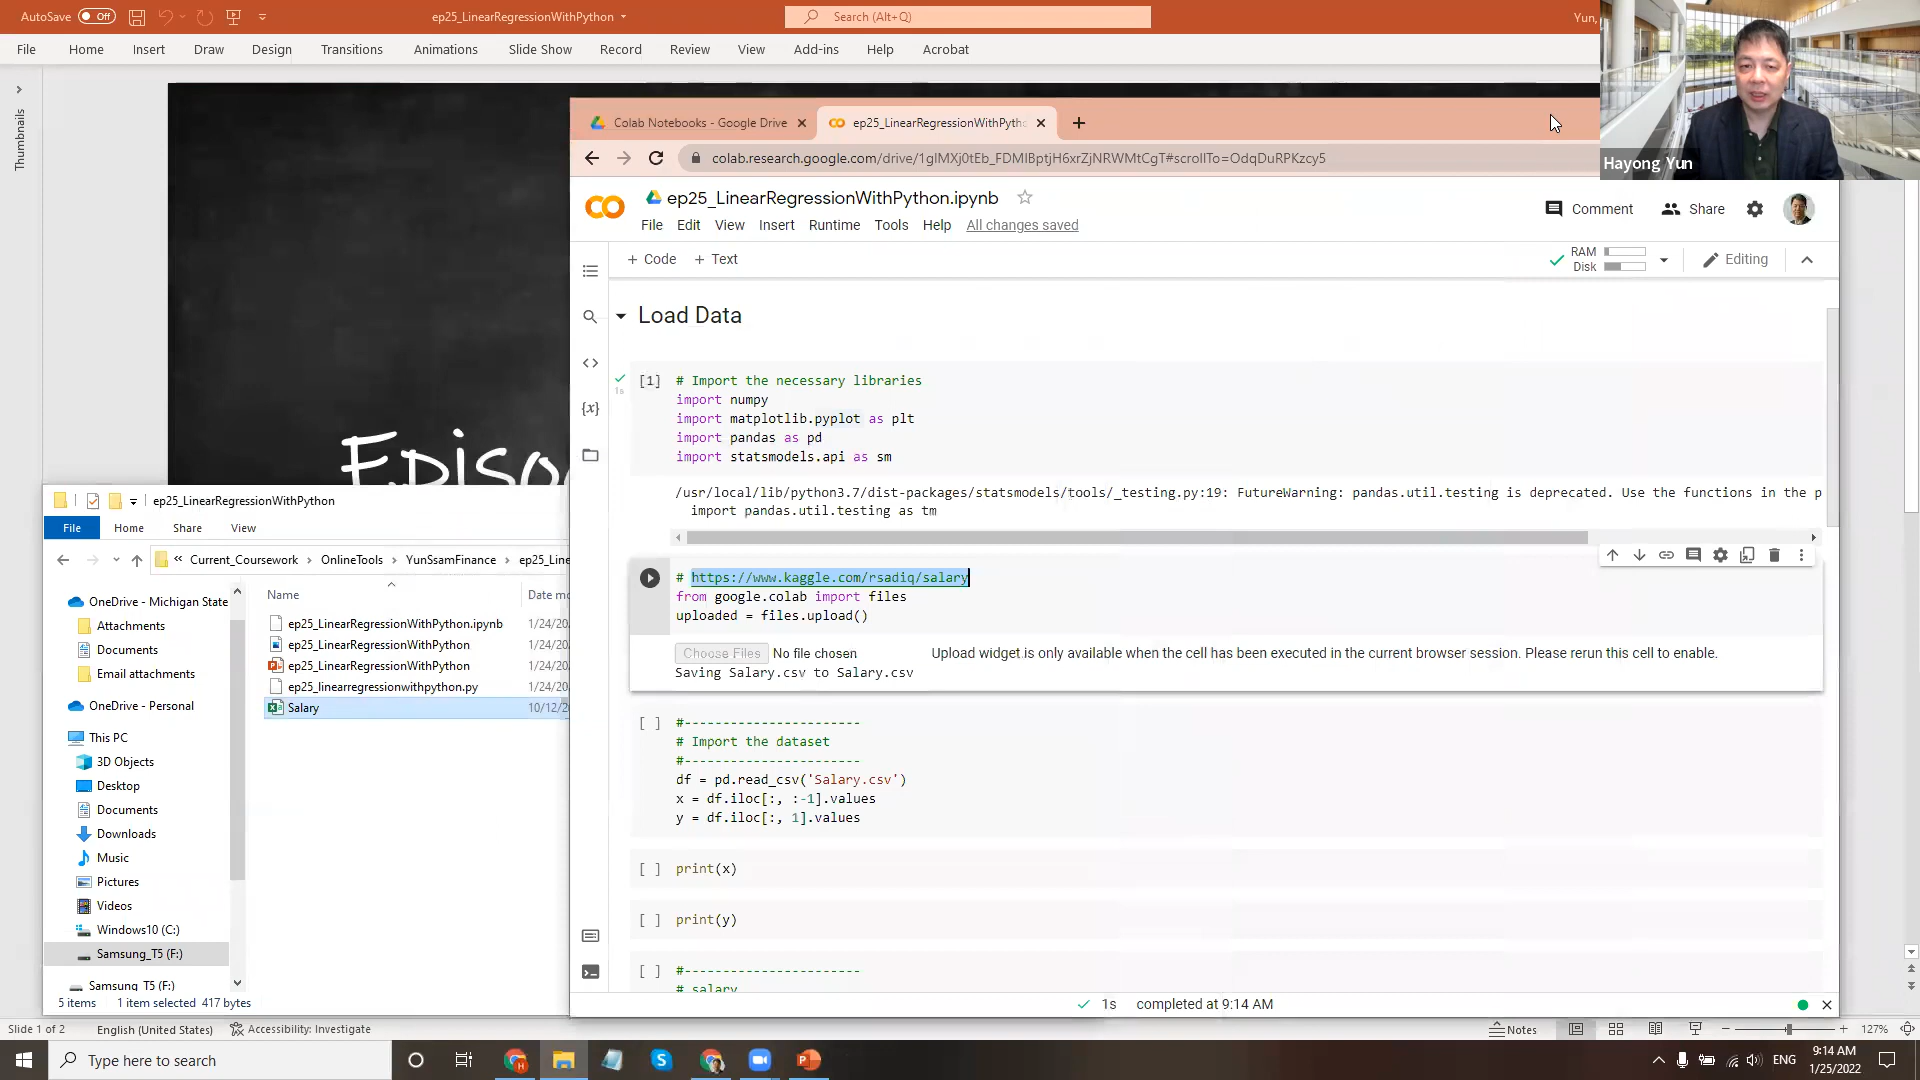 AutoSave Off
ep25_LinearRegressionWithPython
Search (Alt+Q)
Yun,
File Home Insert Draw Design Transitions Animations Slide Show Record Review View Add-ins Help Acrobat
Thumbnails
Hayong Yun
Colab Notebooks - Google Drive
ep25_LinearRegressionWithPytho
colab.research.google.com/drive/1glMXj0tEb_FDMIBptjH6xrZjNRWMtCgT#scrollTo=OdqDuRPKzcy5
ep25_LinearRegressionWithPython.ipynb
File Edit View Insert Runtime Tools Help All changes saved
Comment Share
+ Code + Text
RAM
Disk
Editing
Load Data
[1] # Import the necessary libraries
1s
import numpy
import matplotlib.pyplot as plt
import pandas as pd
import statsmodels.api as sm
/usr/local/lib/python3.7/dist-packages/statsmodels/tools/_testing.py:19: FutureWarning: pandas.util.testing is deprecated. Use the functions in the p
import pandas.util.testing as tm
# https://www.kaggle.com/rsadiq/salary
from google.colab import files
uploaded = files.upload()
Choose Files No file chosen Upload widget is only available when the cell has been executed in the current browser session. Please rerun this cell to enable.
Saving Salary.csv to Salary.csv
[ ] #-----------------------
# Import the dataset
#-----------------------
df = pd.read_csv('Salary.csv')
x = df.iloc[:, :-1].values
y = df.iloc[:, 1].values
[ ] print(x)
[ ] print(y)
[ ] #-----------------------
# salary
1s completed at 9:14 AM
Episo
ep25_LinearRegressionWithPython
File Home Share View
« Current_Coursework > OnlineTools > YunSsamFinance > ep25_Line
Name Date mo
ep25_LinearRegressionWithPython.ipynb 1/24/20
ep25_LinearRegressionWithPython 1/24/20
ep25_LinearRegressionWithPython 1/24/20
ep25_linearregressionwithpython.py 1/24/20
Salary 10/12/2
OneDrive - Michigan State
Attachments
Documents
Email attachments
OneDrive - Personal
This PC
3D Objects
Desktop
Documents
Downloads
Music
Pictures
Videos
Windows10 (C:)
Samsung_T5 (F:)
Samsung_T5 (F:)
5 items 1 item selected 417 bytes
Slide 1 of 2 English (United States) Accessibility: Investigate
Notes
127%
Type here to search
ENG
9:14 AM
1/25/2022